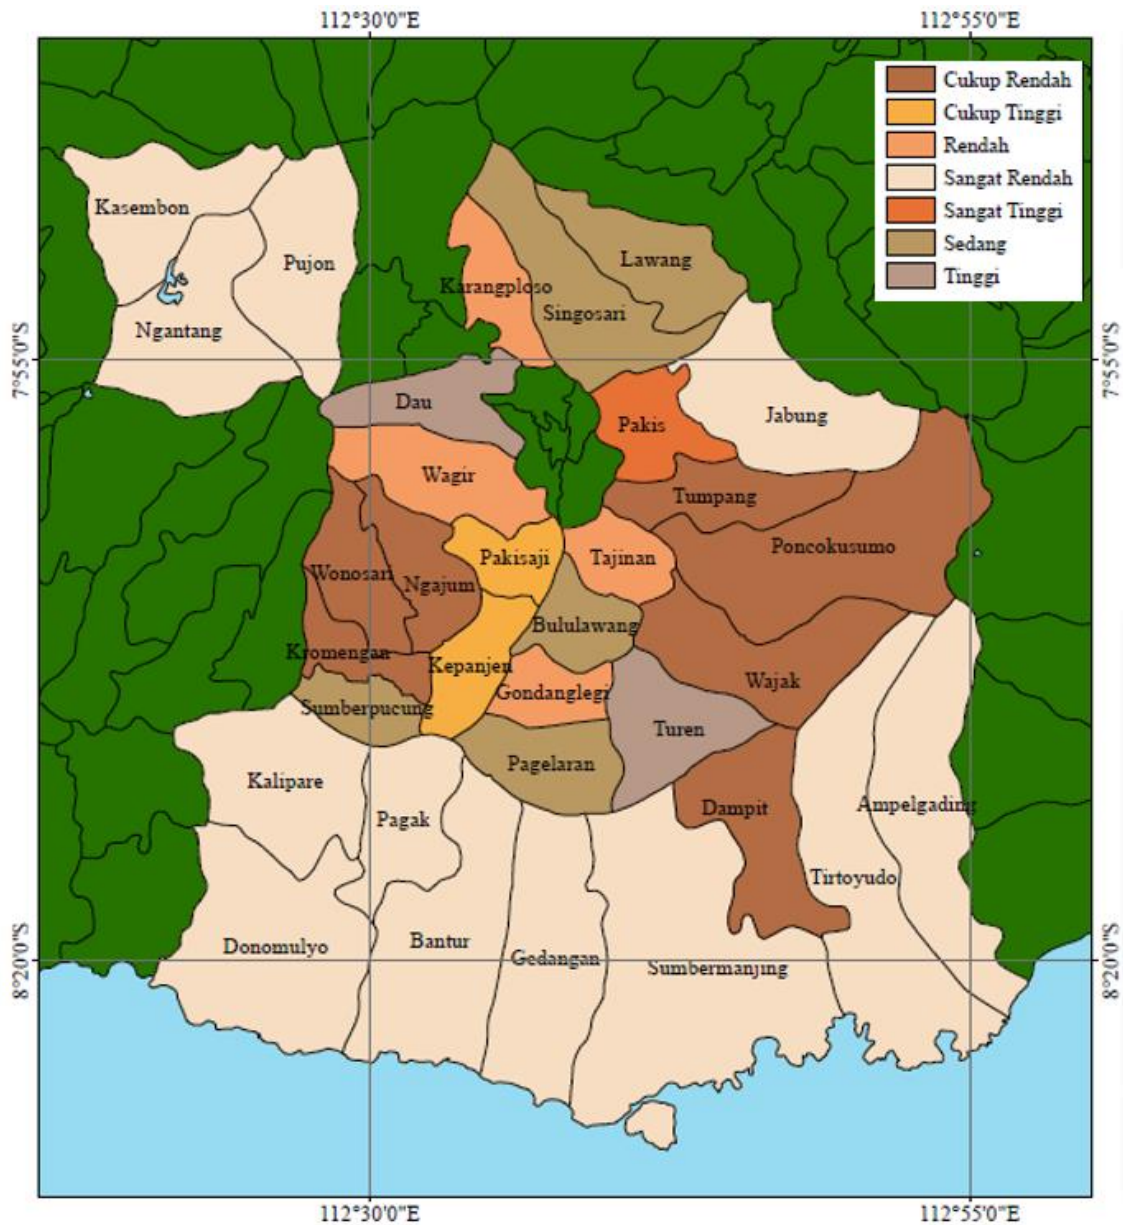 112°30'0"E
112°55'0"E
Cukup Rendah
Cukup Tinggi
Rendah
Sangat Rendah
Sangat Tinggi
Sedang
Tinggi
Kasembon
Pujon
Lawang
Karangploso
Singosari
Ngantang
7°55'0"S
7°55'0"S
Dau
Pakis
Jabung
Wagir
Tumpang
Poncokusumo
Pakisaji
Tajinan
Wonosari
Ngajum
Bululawang
Kromengan
Kepanjen
Gondanglegi
Wajak
Sumberpucung
Turen
Pagelaran
Kalipare
Ampelgading
Dampit
Pagak
Tirtoyudo
Donomulyo
Bantur
Gedangan
Sumbermanjing
8°20'0"S
8°20'0"S
112°30'0"E
112°55'0"E